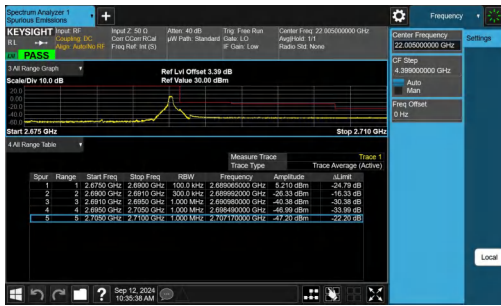 Spectrum Analyzer 1
Spurious Emissions
+
Frequency
KEYSIGHT Input: RF Input Z: 50 Ω Atten: 40 dB Trig: Free Run Center Freq: 22.005000000 GHz
RL Coupling: DC Corr CCorr RCal µW Path: Standard Gate: LO Avg|Hold: 1/1
Align: Auto/No RF Freq Ref: Int (S) IF Gain: Low Radio Std: None
PASS
Center Frequency
22.005000000 GHz
Settings
CF Step
4.399000000 GHz
Auto
Man
Freq Offset
0 Hz
3 All Range Graph
Scale/Div 10.0 dB
Ref Lvl Offset 3.39 dB
Ref Value 30.00 dBm
20.0
0.00
-20.0
-40.0
-60.0
Start 2.675 GHz Stop 2.710 GHz
4 All Range Table
Measure Trace Trace 1
Trace Type Trace Average (Active)
Spur Range Start Freq Stop Freq RBW Frequency Amplitude ΔLimit
1 1 2.6750 GHz 2.6900 GHz 100.0 kHz 2.689065000 GHz 5.210 dBm -24.79 dB
2 2 2.6900 GHz 2.6910 GHz 300.0 kHz 2.689992000 GHz -26.33 dBm -16.33 dB
3 3 2.6910 GHz 2.6950 GHz 1.000 MHz 2.690980000 GHz -40.38 dBm -30.38 dB
4 4 2.6950 GHz 2.7050 GHz 1.000 MHz 2.698490000 GHz -46.99 dBm -33.99 dB
5 5 2.7050 GHz 2.7100 GHz 1.000 MHz 2.707170000 GHz -47.20 dBm -22.20 dB
Local
?
Sep 12, 2024
10:35:38 AM